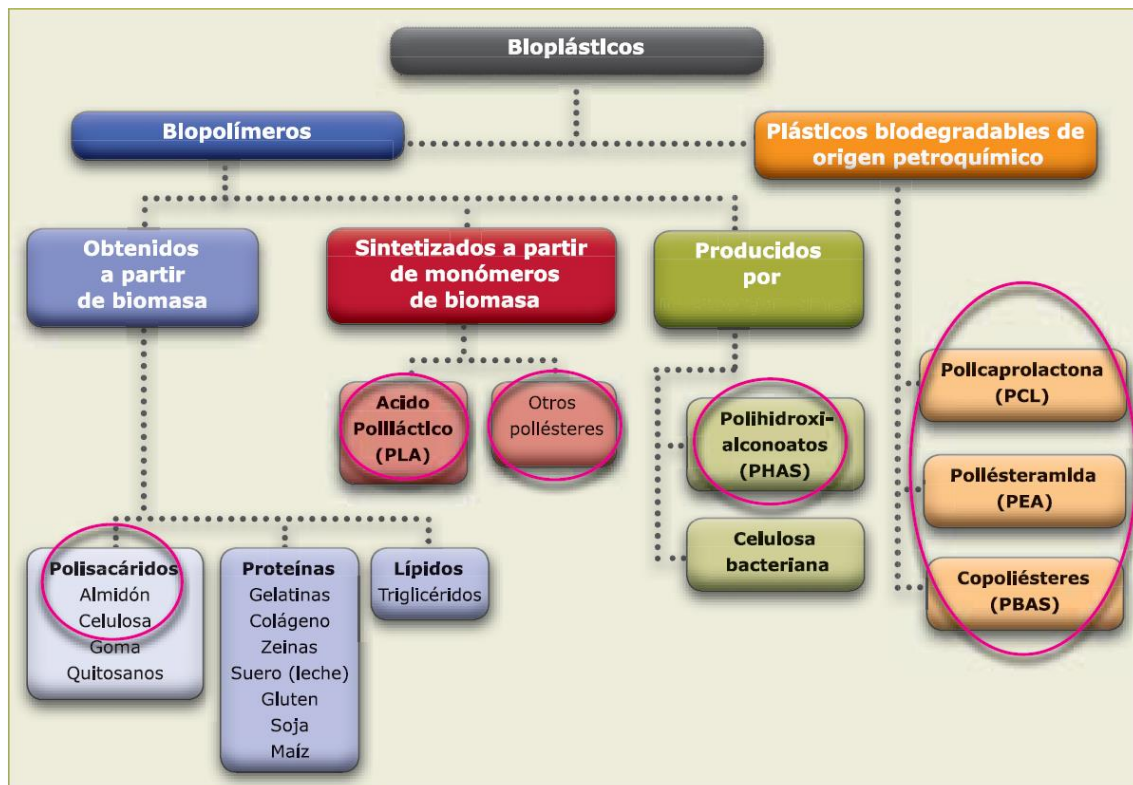 Bioplásticos
Biopolímeros
Plásticos biodegradables de
origen petroquímico
Obtenidos
a partir
de biomasa
Sintetizados a partir
de monómeros
de biomasa
Producidos
por
Acido
Poliláctico
(PLA)
Otros
poliésteres
Polihidroxi-
alconoatos
(PHAS)
Celulosa
bacteriana
Policaprolactona
(PCL)
Poliésteramida
(PEA)
Copoliésteres
(PBAS)
Polisacáridos
Almidón
Celulosa
Goma
Quitosanos
Proteínas
Gelatinas
Colágeno
Zeinas
Suero (leche)
Gluten
Soja
Maíz
Lípidos
Triglicéridos